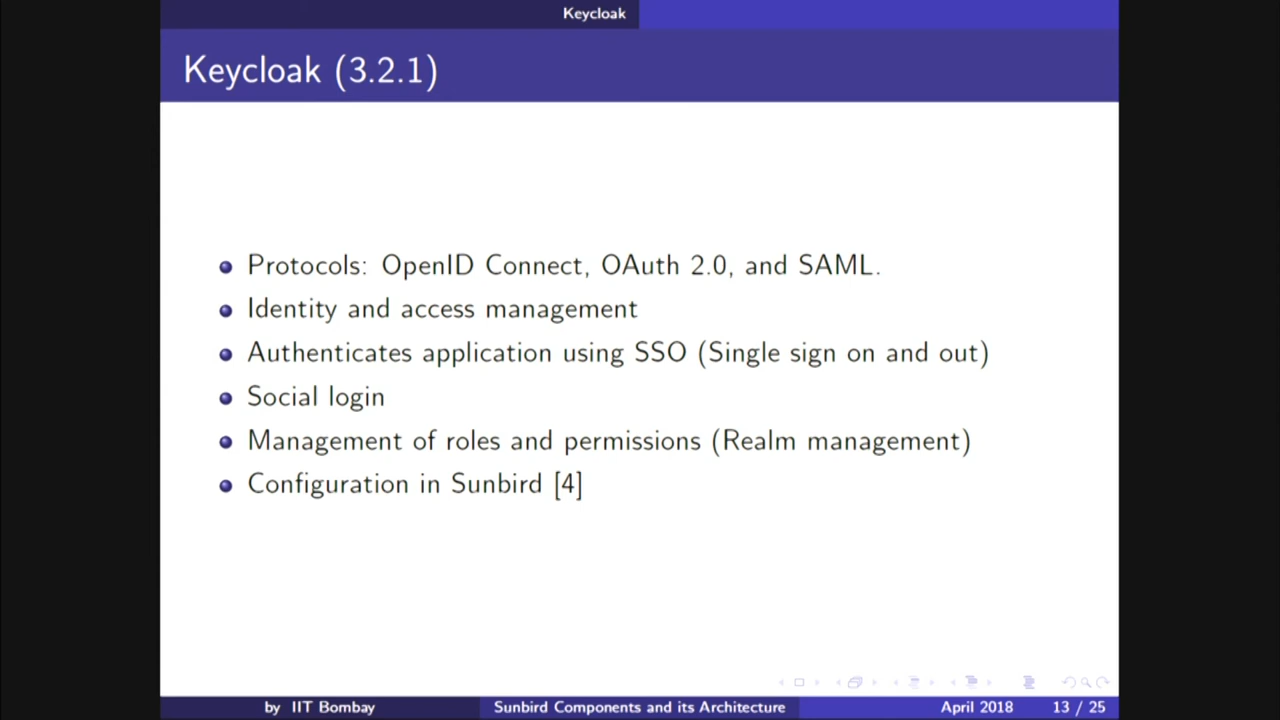 Keycloak
Keycloak (3.2.1)
Protocols: OpenID Connect, OAuth 2.0, and SAML.
Identity and access management
Authenticates application using SSO (Single sign on and out)
Social login
Management of roles and permissions (Realm management)
Configuration in Sunbird [4]
by IIT Bombay Sunbird Components and its Architecture April 2018 13 / 25